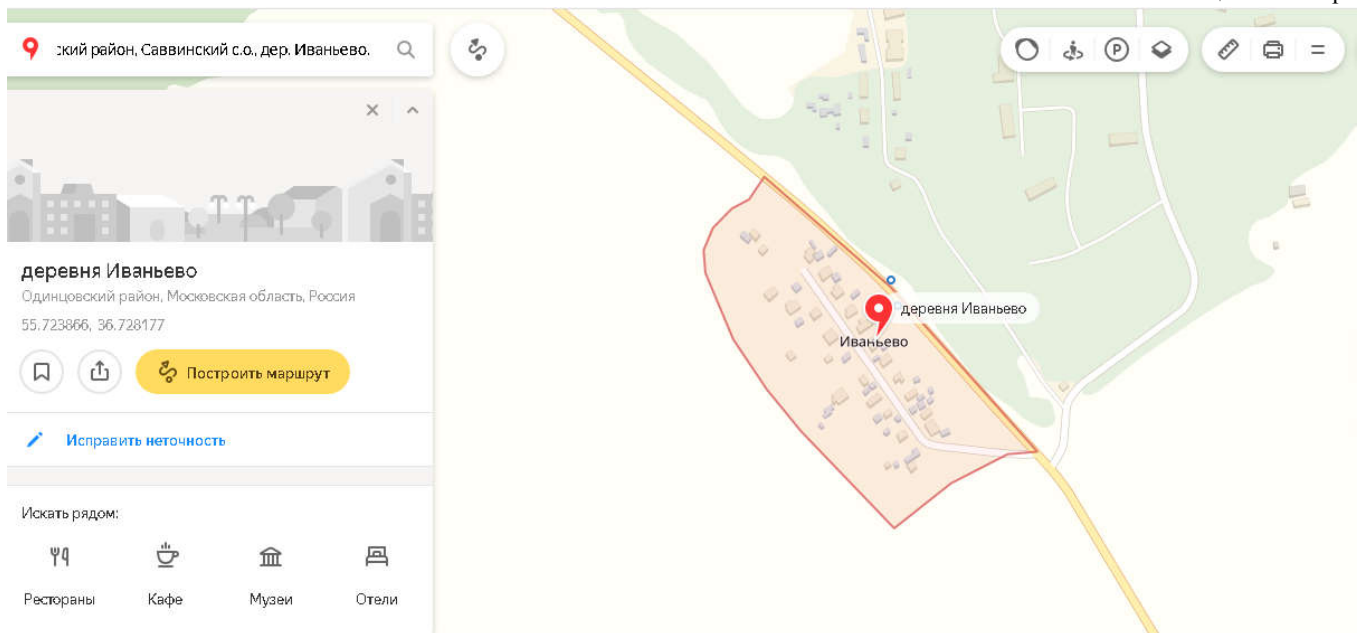 ский район, Саввинский с.о., дер. Иваньево.
P
деревня Иваньево
Одинцовский район, Московская область, Россия
55.723866, 36.728177
Построить маршрут
Исправить неточность
Искать рядом:
Рестораны
Кафе
Музеи
Отели
деревня Иваньево
Иваньево